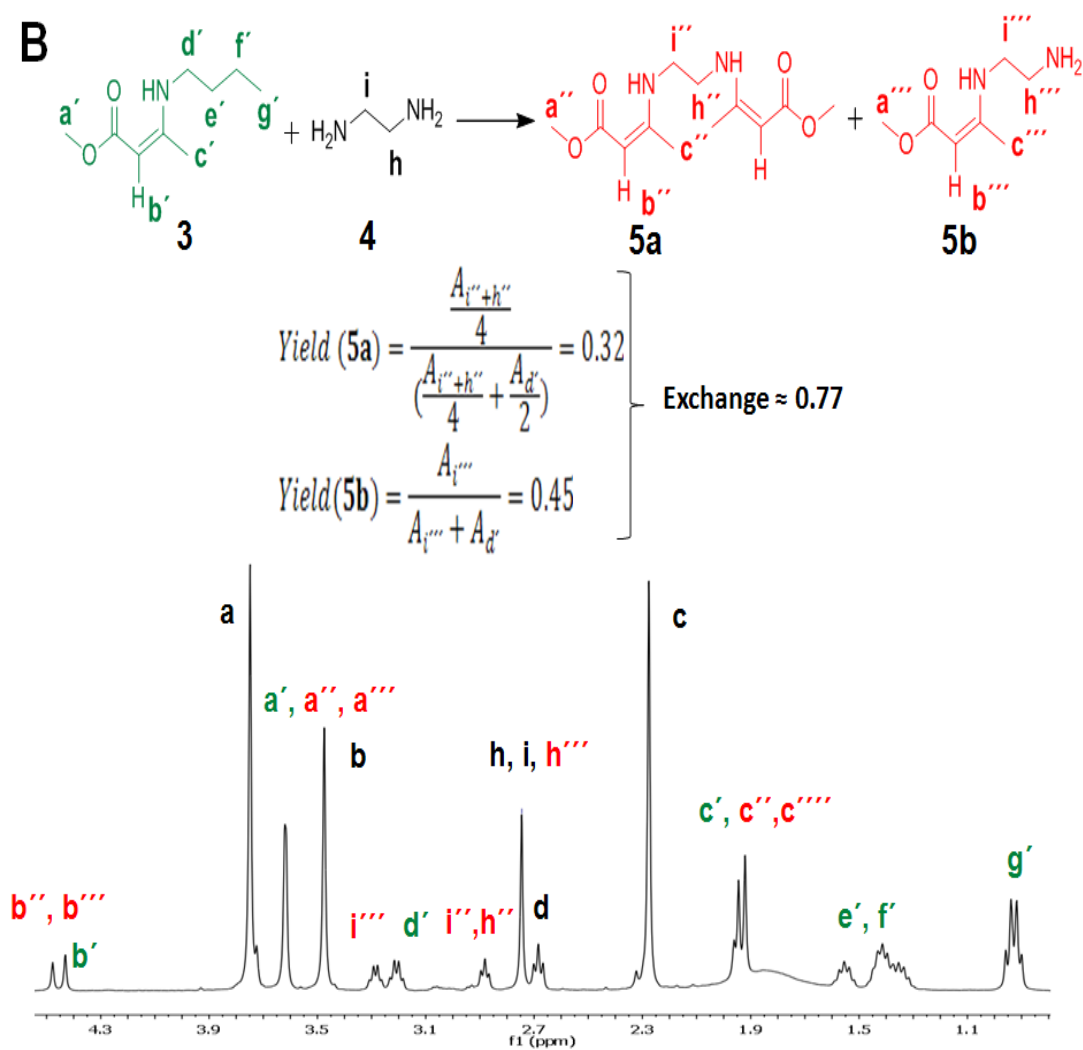 B
d´ f´ i´´ i´´´
O HN a´ e´ g´ c´ O H b´
+
i H₂N NH₂ h
a´´ O HN NH h´´ O O c´´ O H H b´´
+
a´´´ O HN NH₂ h´´´ c´´´ O H b´´´
3 4 5a 5b
Yield (5a) = (A_{i´´+h´´}/4) / (A_{i´´+h´´}/4 + A_{d´}/2) = 0.32
Exchange ≈ 0.77
Yield(5b) = A_{i´´´} / (A_{i´´´} + A_{d´}) = 0.45
a c
a´, a´´, a´´´
b h, i, h´´´
c´, c´´,c´´´´
g´
b´´, b´´´ i´´´ d´ i´´,h´´ d e´, f´
b´
4.3 3.9 3.5 3.1 2.7 2.3 1.9 1.5 1.1
f1 (ppm)